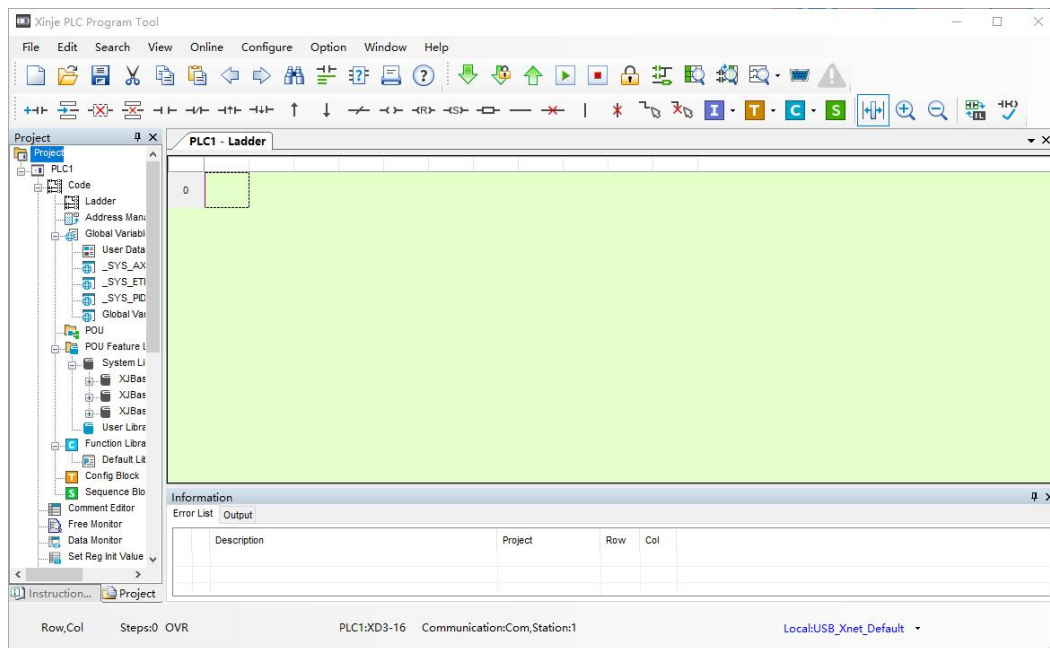 Xinje PLC Program Tool
File Edit Search View Online Configure Option Window Help
I T C S
Project
PLC1 - Ladder
Project
PLC1
Code
0
Ladder
Address Mana
Global Variabl
User Data
_SYS_AX
_SYS_ETI
_SYS_PID
Global Var
POU
POU Feature L
System Li
XJBas
XJBas
XJBas
User Libra
Function Libra
Default Lib
Config Block
Sequence Blo
Comment Editor
Free Monitor
Data Monitor
Set Reg Init Value
Information
Error List Output
Description Project Row Col
Instruction... Project
Row,Col Steps:0 OVR PLC1:XD3-16 Communication:Com,Station:1 Local:USB_Xnet_Default